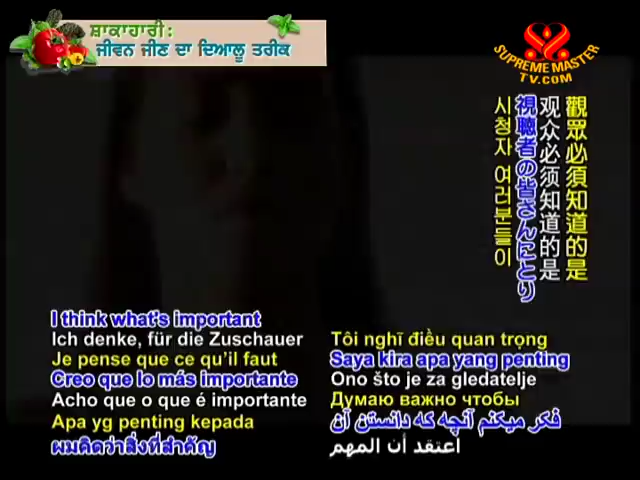 ਸ਼ਾਕਾਹਾਰੀ:
ਜੀਵਨ ਜੀਣ ਦਾ ਦਿਆਲੂ ਤਰੀਕ
SUPREME MASTER
TV.COM
觀眾必須知道的是
观众必须知道的是
視聴者の皆さんにとり
시청자 여러분들이
I think what's important
Ich denke, für die Zuschauer
Je pense que ce qu'il faut
Creo que lo más importante
Acho que o que é importante
Apa yg penting kepada
ผมคิดว่าสิ่งที่สำคัญ
Tôi nghĩ điều quan trọng
Saya kira apa yang penting
Ono što je za gledatelje
Думаю важно чтобы
فکر میکنم آنچه که دانستن آن
اعتقد أن المهم